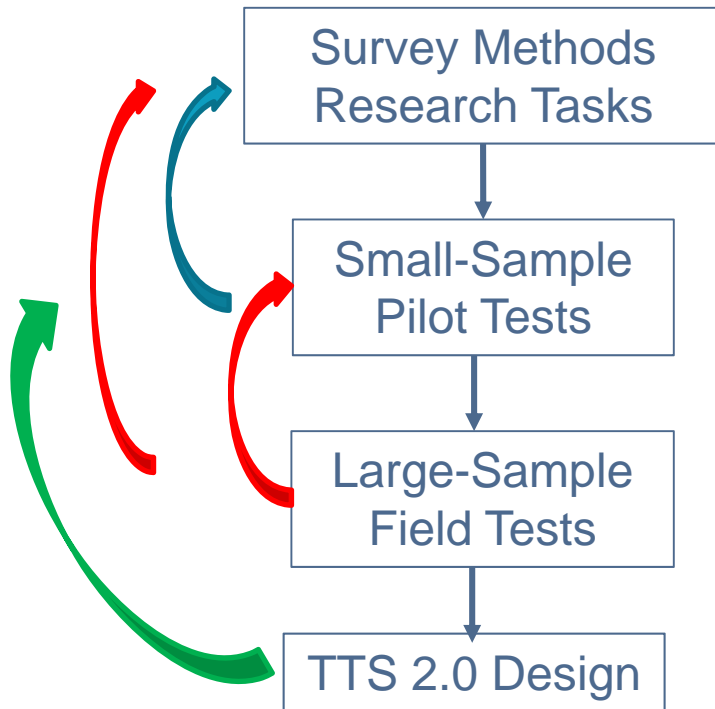 Survey Methods
Research Tasks
Small-Sample
Pilot Tests
Large-Sample
Field Tests
TTS 2.0 Design